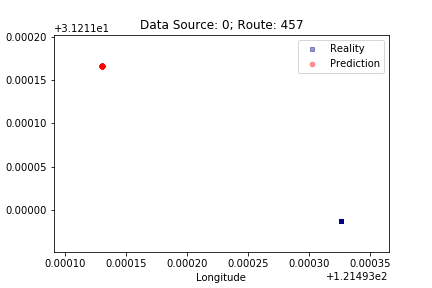 Data Source: 0; Route: 457
+3.1211e1
0.00020
0.00015
0.00010
0.00005
0.00000
Reality
Prediction
0.00010 0.00015 0.00020 0.00025 0.00030 0.00035
Longitude
+1.21493e2